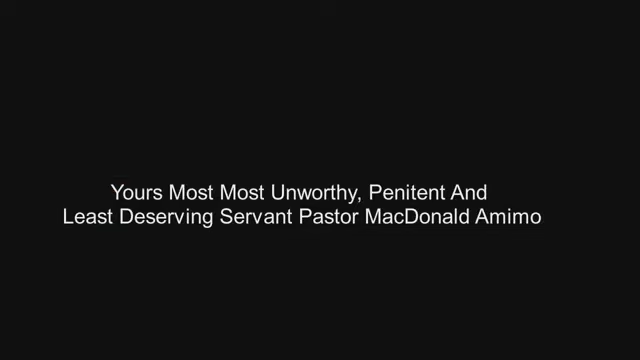 Yours Most Most Unworthy, Penitent And
Least Deserving Servant Pastor MacDonald Amimo